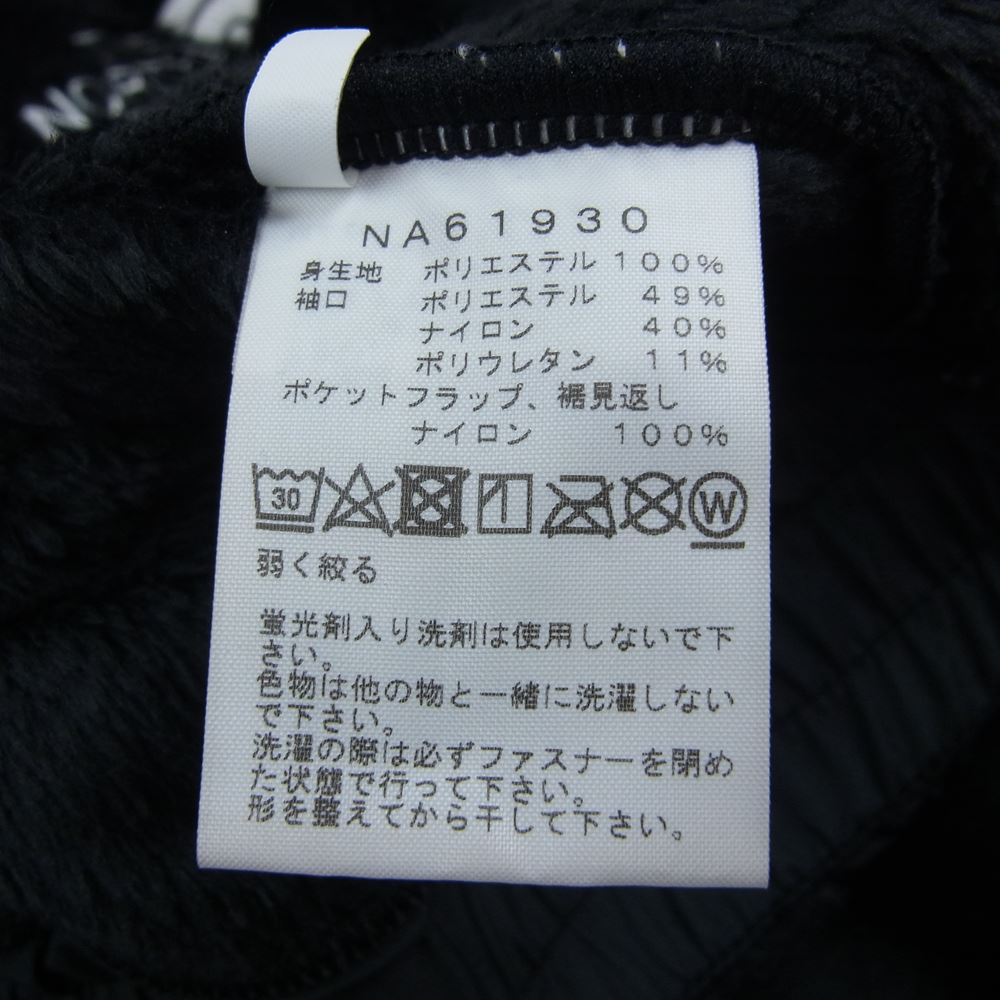 NA61930
身生地 ポリエステル 100%
袖口 ポリエステル 49%
ナイロン 40%
ポリウレタン 11%
ポケットフラップ、裾見返し
ナイロン 100%
30 W
弱く絞る
蛍光剤入り洗剤は使用しないで下
さい。
色物は他の物と一緒に洗濯しない
で下さい。
洗濯の際は必ずファスナーを閉め
た状態で行って下さい。
形を整えてから干して下さい。